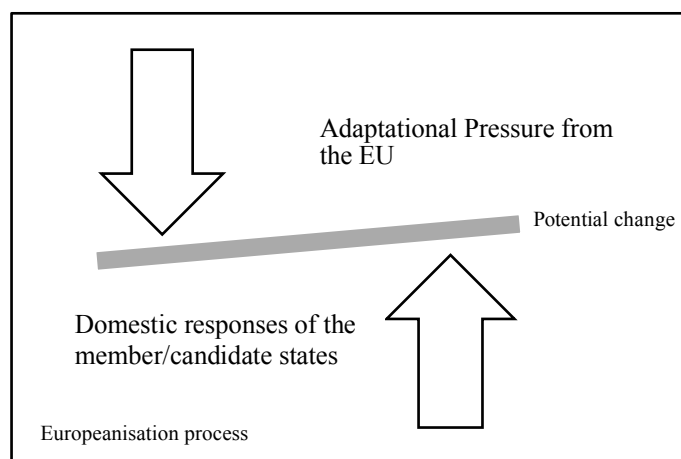 Adaptational Pressure from
the EU
Potential change
Domestic responses of the
member/candidate states
Europeanisation process